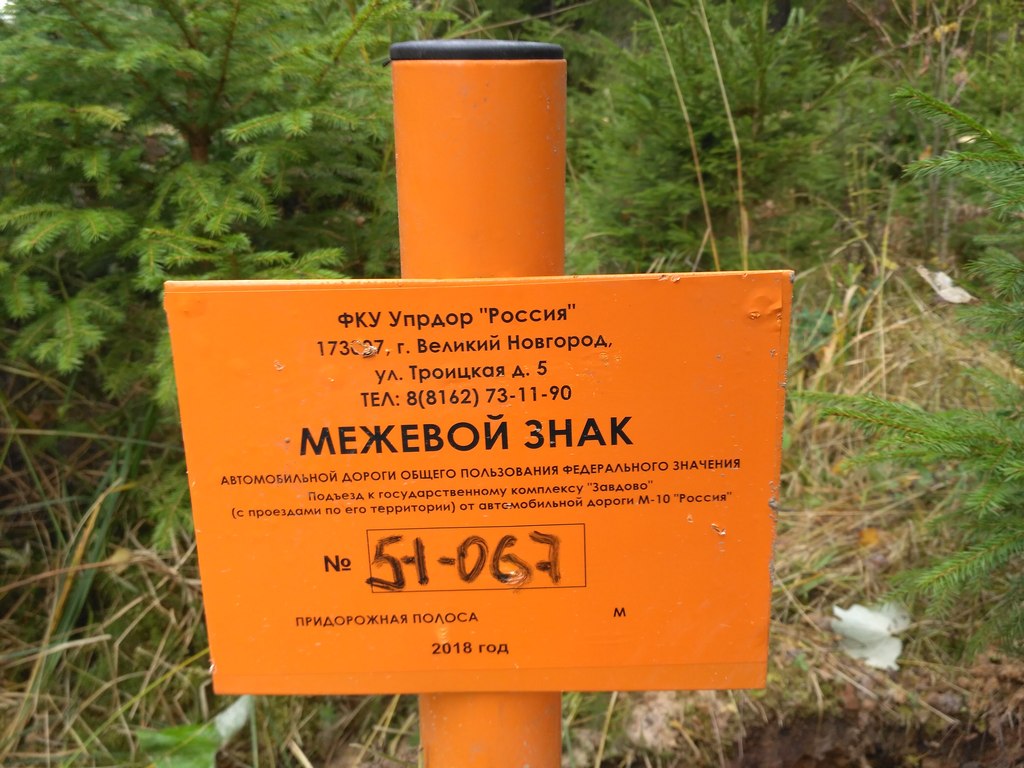 ФКУ Упрдор "Россия"
г. Великий Новгород,
ул. Троицкая д. 5
ТЕЛ: 8(8162) 73-11-90
МЕЖЕВОЙ ЗНАК
АВТОМОБИЛЬНОЙ ДОРОГИ ОБЩЕГО ПОЛЬЗОВАНИЯ ФЕДЕРАЛЬНОГО ЗНАЧЕНИЯ
Подъезд к государственному комплексу "Завдово"
(с проездами по его территории) от автомобильной дороги М-10 "Россия"
№ 51-067
ПРИДОРОЖНАЯ ПОЛОСА М
2018 год